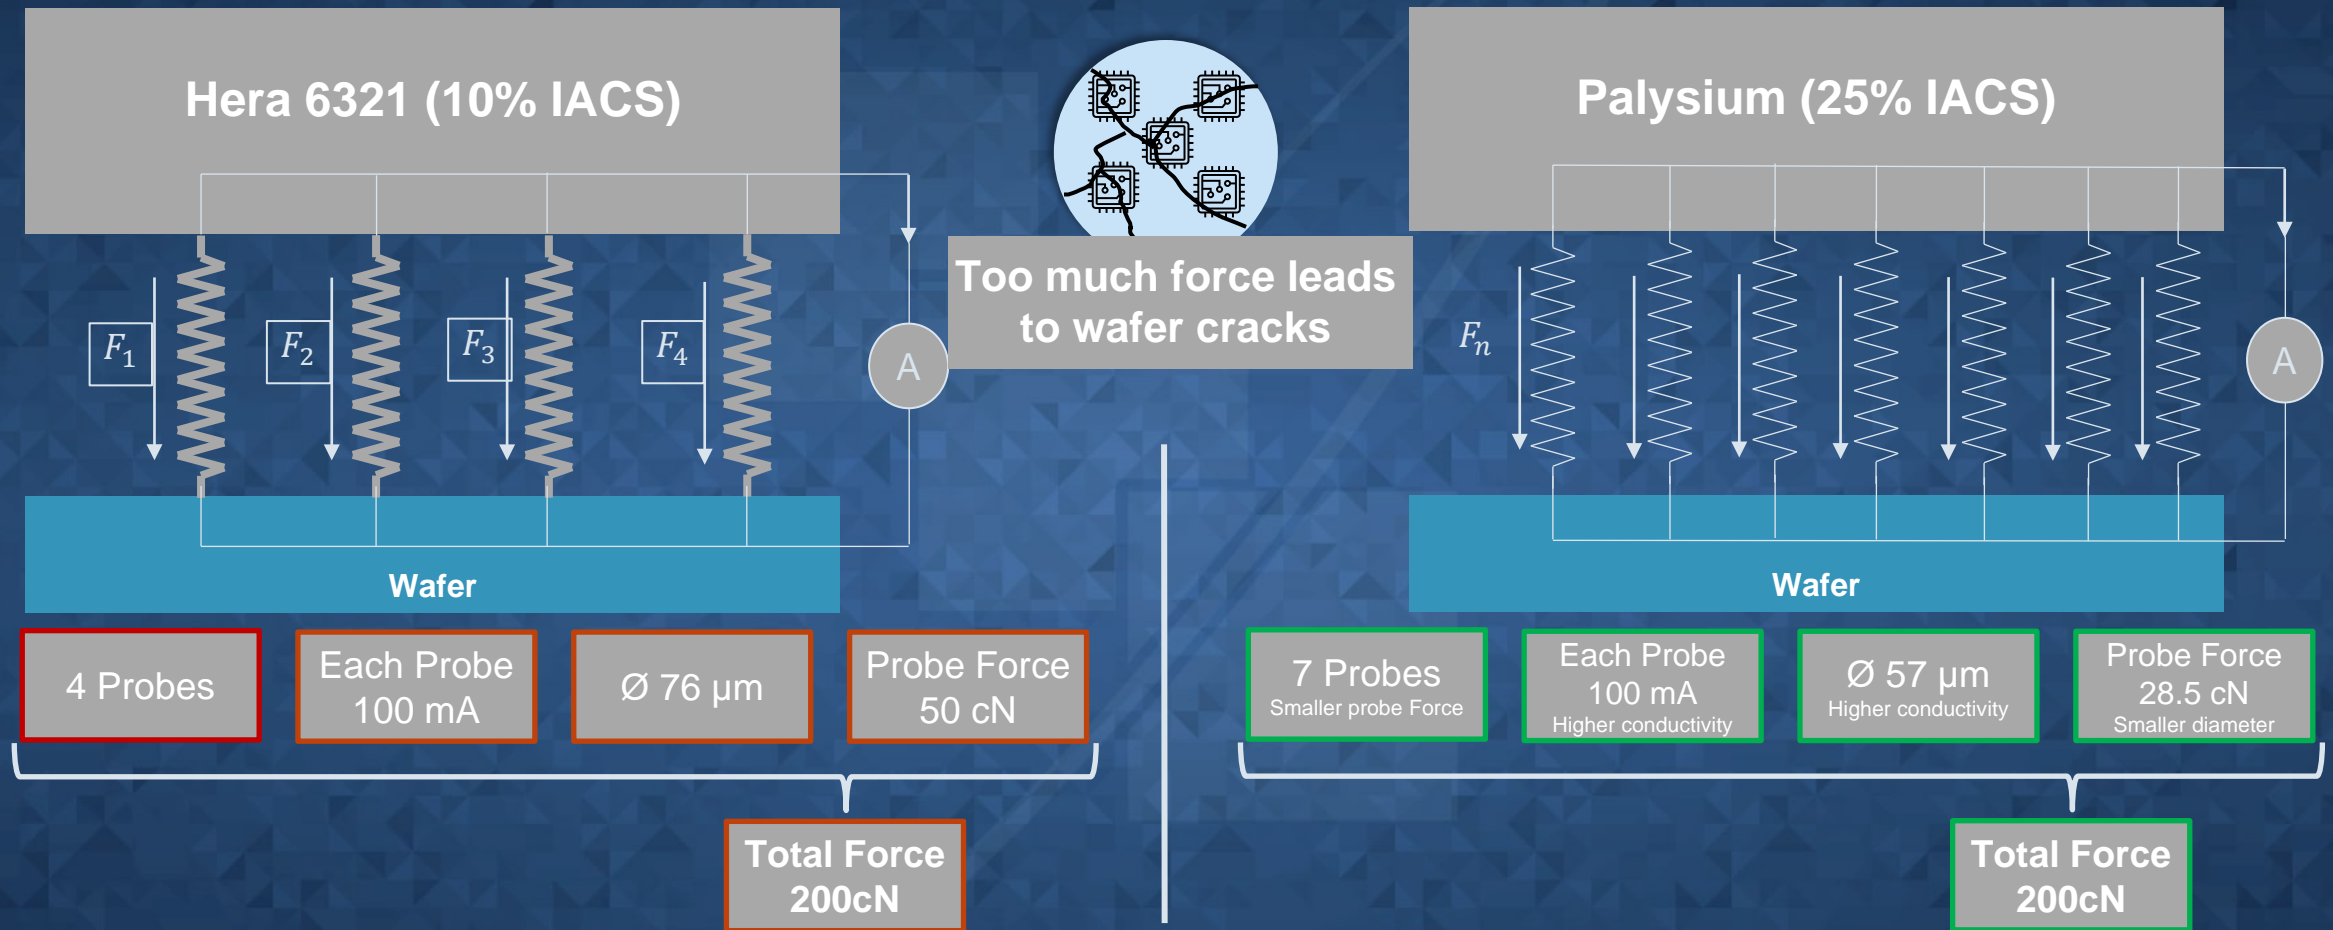 Hera 6321 (10% IACS)
F1
F2
F3
F4
A
Wafer
4 Probes
Each Probe
100 mA
Ø 76 µm
Probe Force
50 cN
Total Force
200cN
Too much force leads
to wafer cracks
Palysium (25% IACS)
Fn
A
Wafer
7 Probes
Smaller probe Force
Each Probe
100 mA
Higher conductivity
Ø 57 µm
Higher conductivity
Probe Force
28.5 cN
Smaller diameter
Total Force
200cN